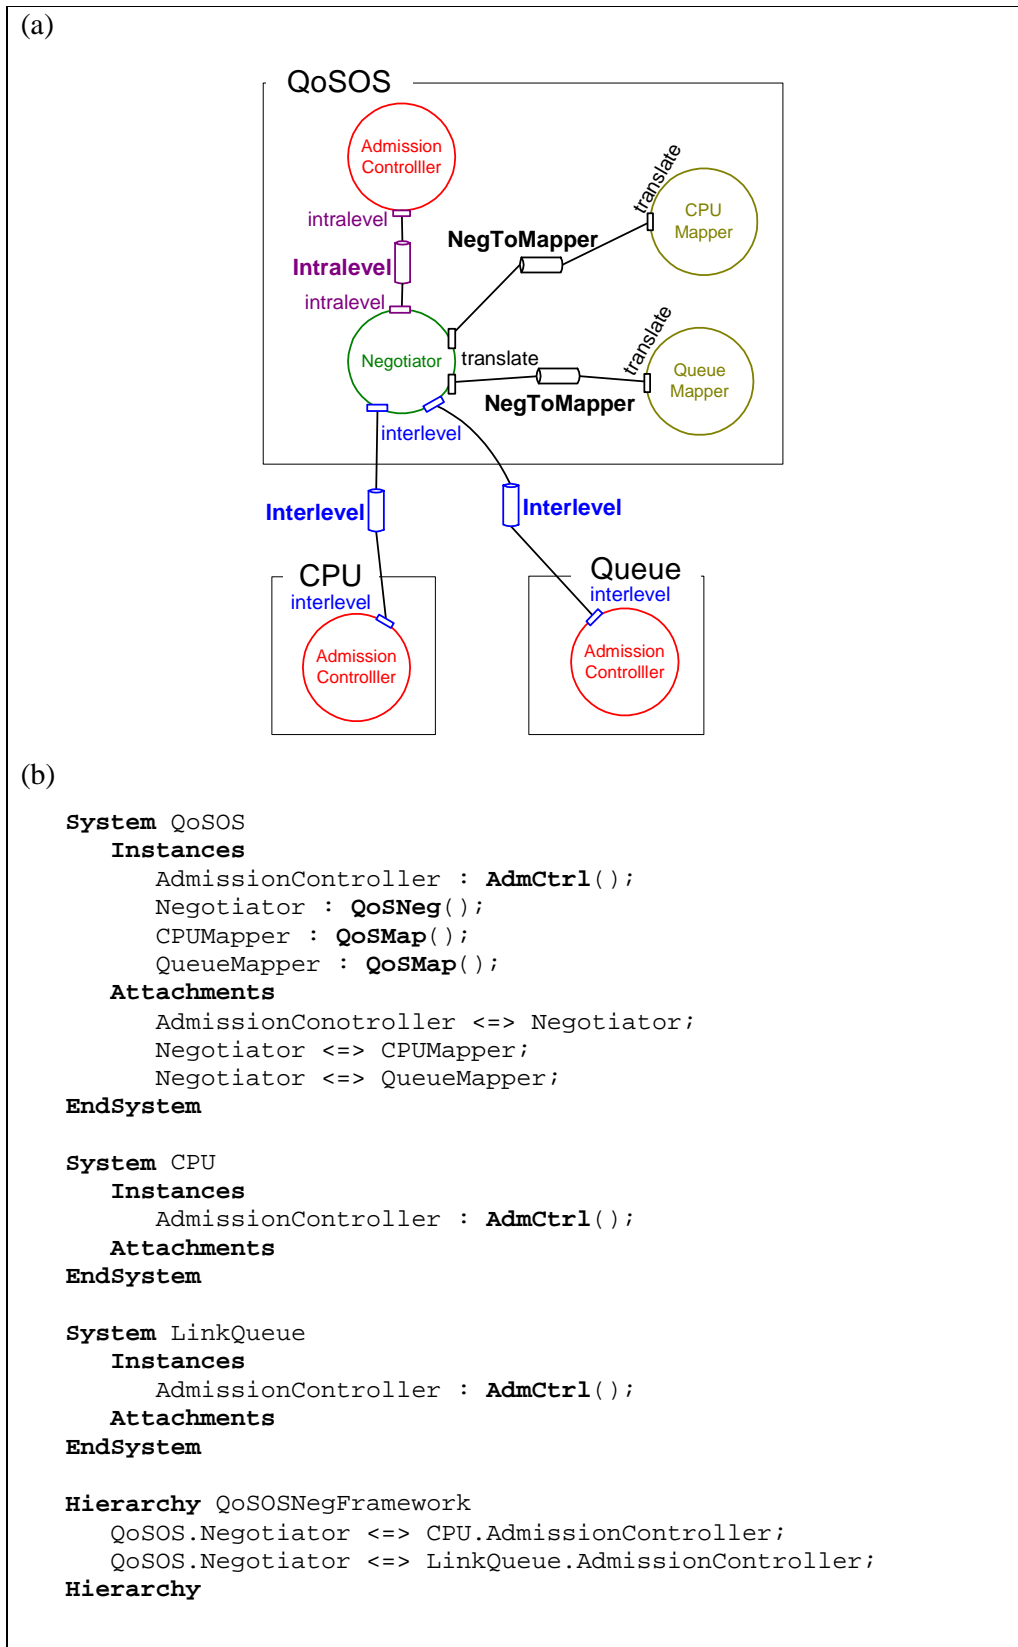 (a)
QoSOS
Admission
Controlller
intralevel
Intralevel
intralevel
Negotiator
translate
NegToMapper
translate
CPU
Mapper
translate
Queue
Mapper
NegToMapper
interlevel
Interlevel
Interlevel
CPU
interlevel
Admission
Controlller
Queue
interlevel
Admission
Controlller
(b)
System QoSOS
Instances
AdmissionController : AdmCtrl();
Negotiator : QoSNeg();
CPUMapper : QoSMap();
QueueMapper : QoSMap();
Attachments
AdmissionConotroller <=> Negotiator;
Negotiator <=> CPUMapper;
Negotiator <=> QueueMapper;
EndSystem
System CPU
Instances
AdmissionController : AdmCtrl();
Attachments
EndSystem
System LinkQueue
Instances
AdmissionController : AdmCtrl();
Attachments
EndSystem
Hierarchy QoSOSNegFramework
QoSOS.Negotiator <=> CPU.AdmissionController;
QoSOS.Negotiator <=> LinkQueue.AdmissionController;
Hierarchy